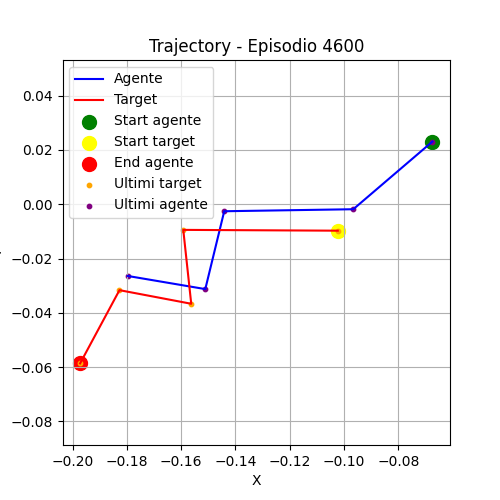 Trajectory - Episodio 4600
Agente
Target
Start agente
Start target
End agente
Ultimi target
Ultimi agente
0.04
0.02
0.00
−0.02
−0.04
−0.06
−0.08
−0.20 −0.18 −0.16 −0.14 −0.12 −0.10 −0.08
X